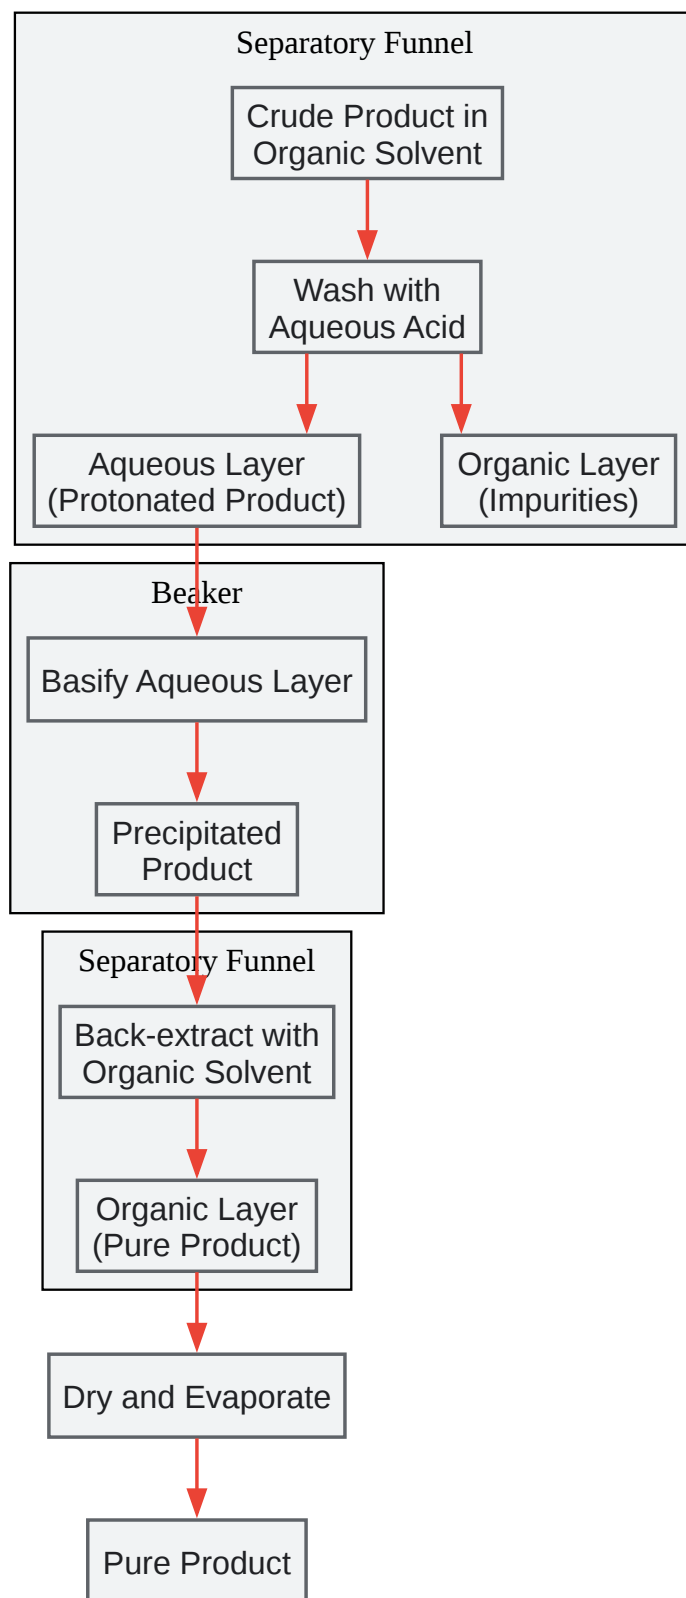 Separatory Funnel
Crude Product in
Organic Solvent
Wash with
Aqueous Acid
Aqueous Layer
(Protonated Product)
Organic Layer
(Impurities)
Beaker
Basify Aqueous Layer
Precipitated
Product
Separatory Funnel
Back-extract with
Organic Solvent
Organic Layer
(Pure Product)
Dry and Evaporate
Pure Product